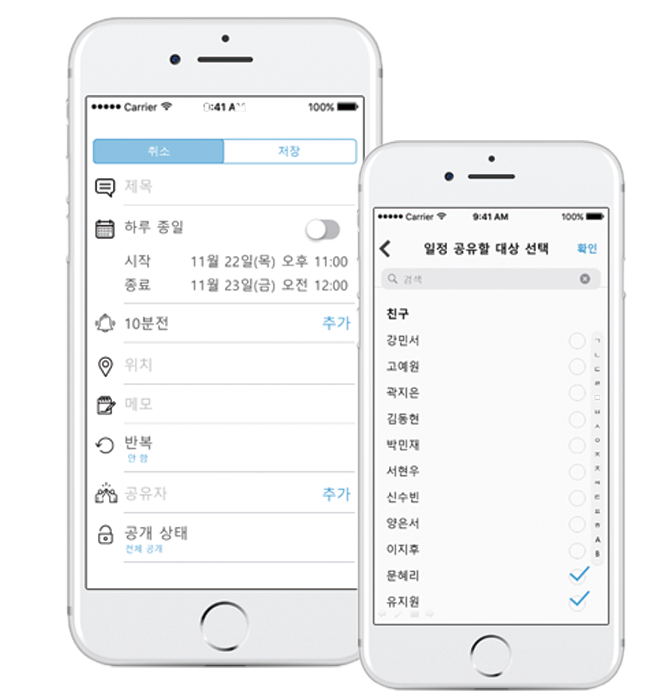 Carrier
9:41 AM
100%
취소
저장
제목
하루 종일
시작 11월 22일(목) 오후 11:00
종료 11월 23일(금) 오전 12:00
10분전 추가
위치
메모
반복
안 함
공유자 추가
공개 상태
전체 공개
Carrier
9:41 AM
100%
일정 공유할 대상 선택
확인
검색
친구
강민서
고예원
곽지은
김동현
박민재
서현우
신수빈
양은서
이지후
문혜리
유지원
ㄱ
ㄴ
ㄷ
ㄹ
ㅁ
ㅂ
ㅅ
ㅇ
ㅈ
ㅊ
ㅋ
ㅌ
ㅍ
ㅎ
A
B